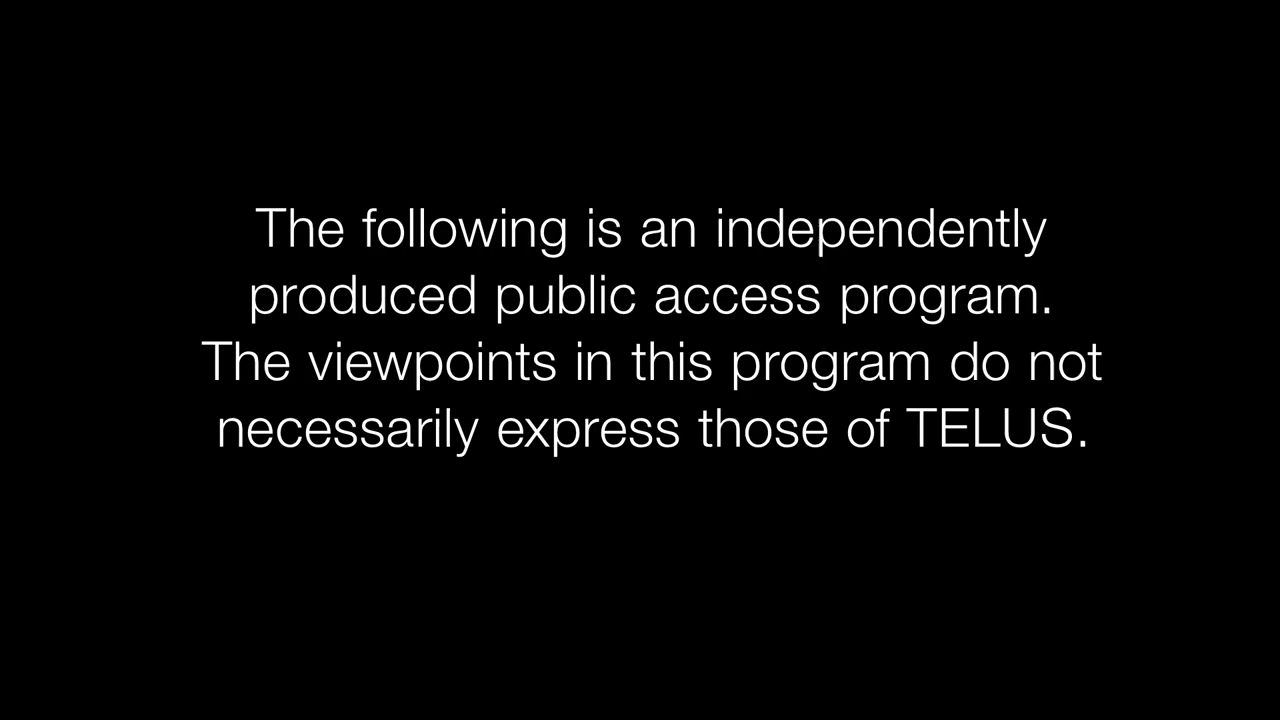 The following is an independently
produced public access program.
The viewpoints in this program do not
necessarily express those of TELUS.